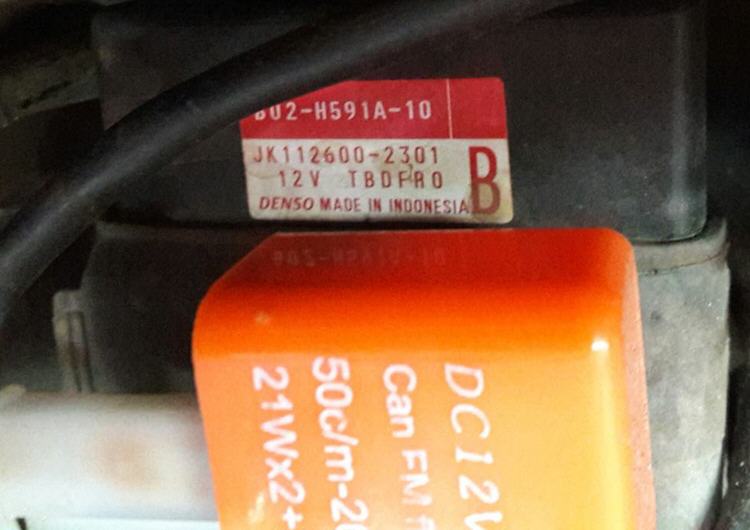 B02-H591A-10
JK112600-2301
12V TBDFR0
DENSO MADE IN INDONESIA
B
DC12V
Can FM
50c/m-20
21Wx2+